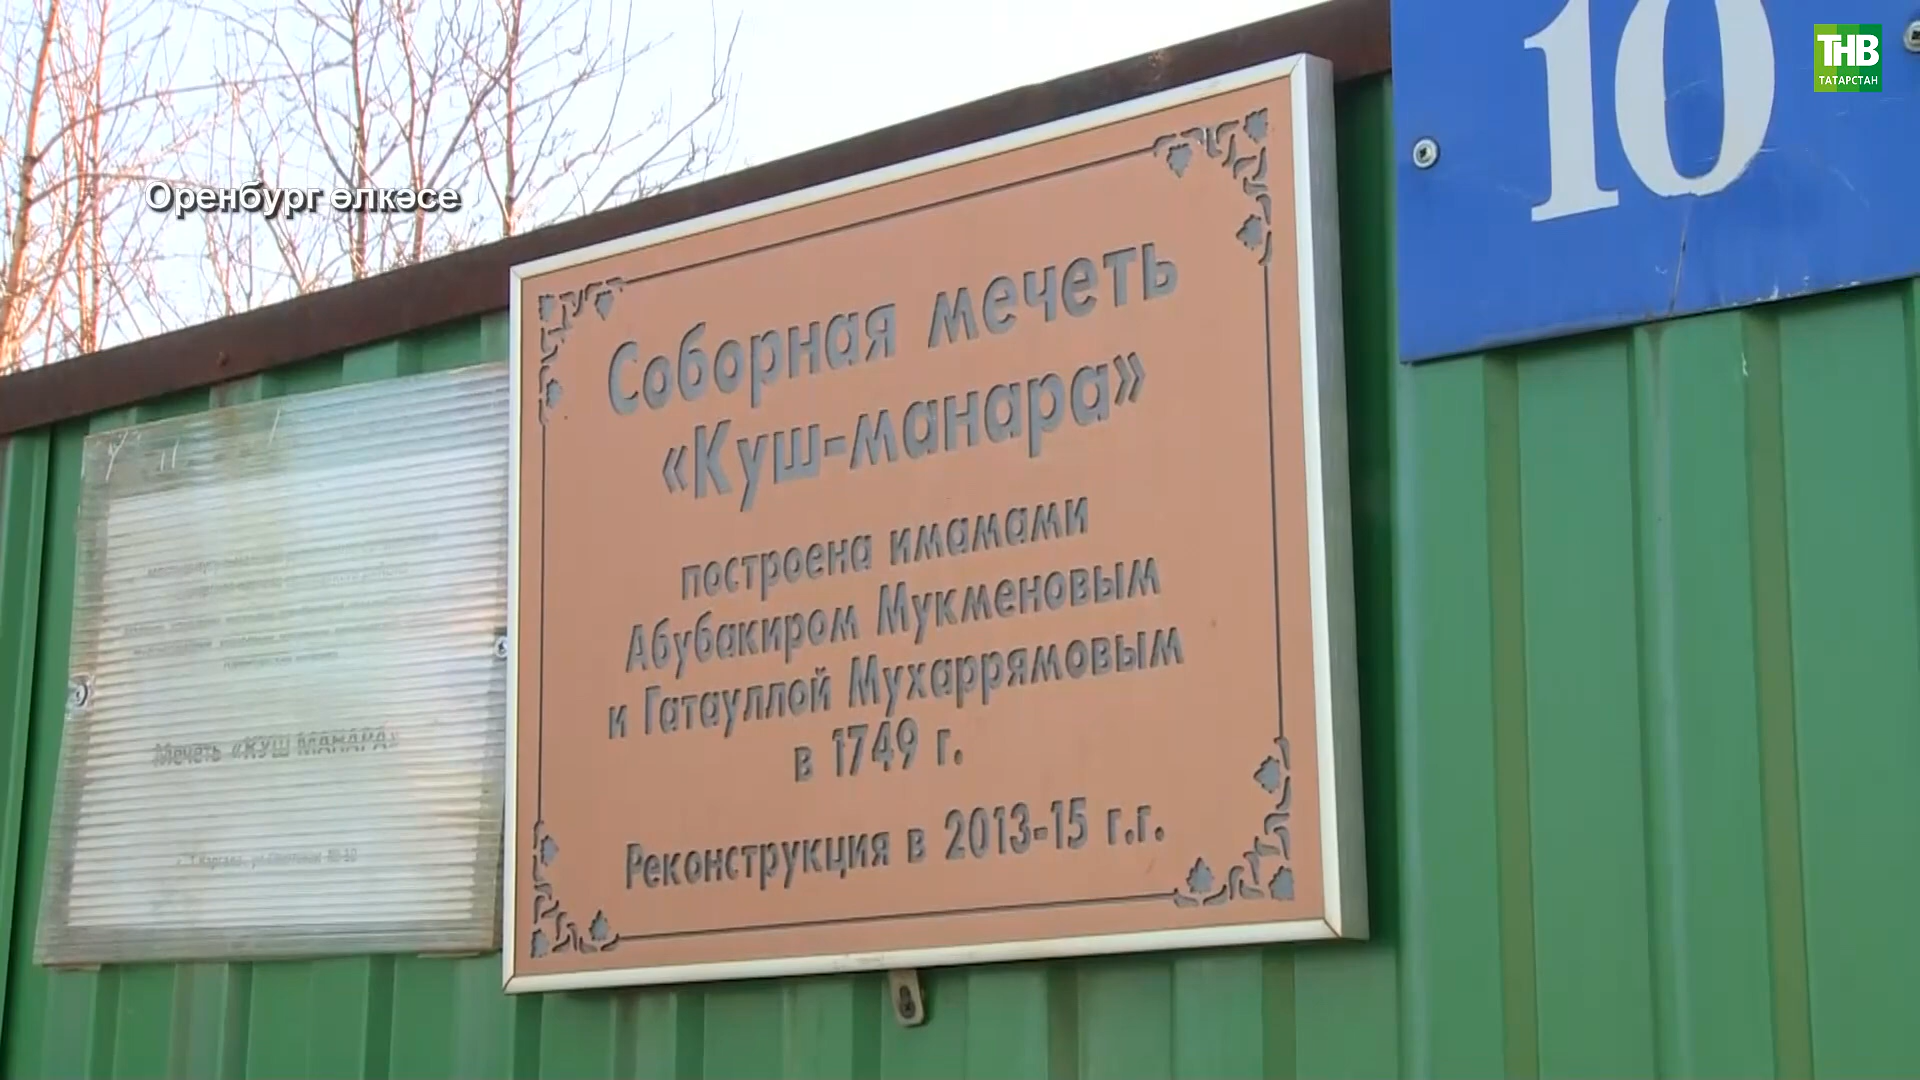 10
ТНВ
ТАТАРСТАН
Оренбург өлкәсе
Соборная мечеть
«Куш-манара»
построена имамами
Абубакиром Мукменовым
и Гатауллой Мухаррямовым
в 1749 г.
Реконструкция в 2013-15 г.г.
Мечеть «КУШ МАНАРА»